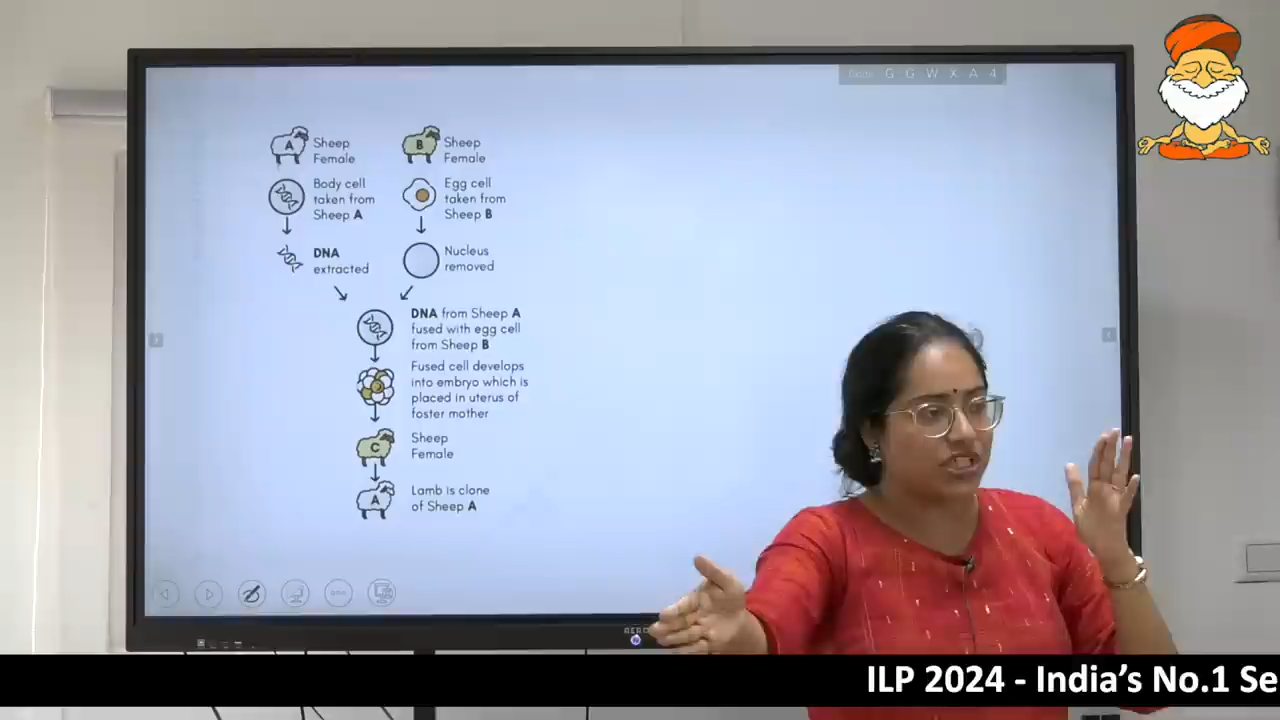 Code G G W X A 4
A
Sheep
Female
B
Sheep
Female
Body cell
taken from
Sheep A
Egg cell
taken from
Sheep B
DNA
extracted
Nucleus
removed
DNA from Sheep A
fused with egg cell
from Sheep B
Fused cell develops
into embryo which is
placed in uterus of
foster mother
C
Sheep
Female
A
Lamb is clone
of Sheep A
ILP 2024 - India’s No.1 Se